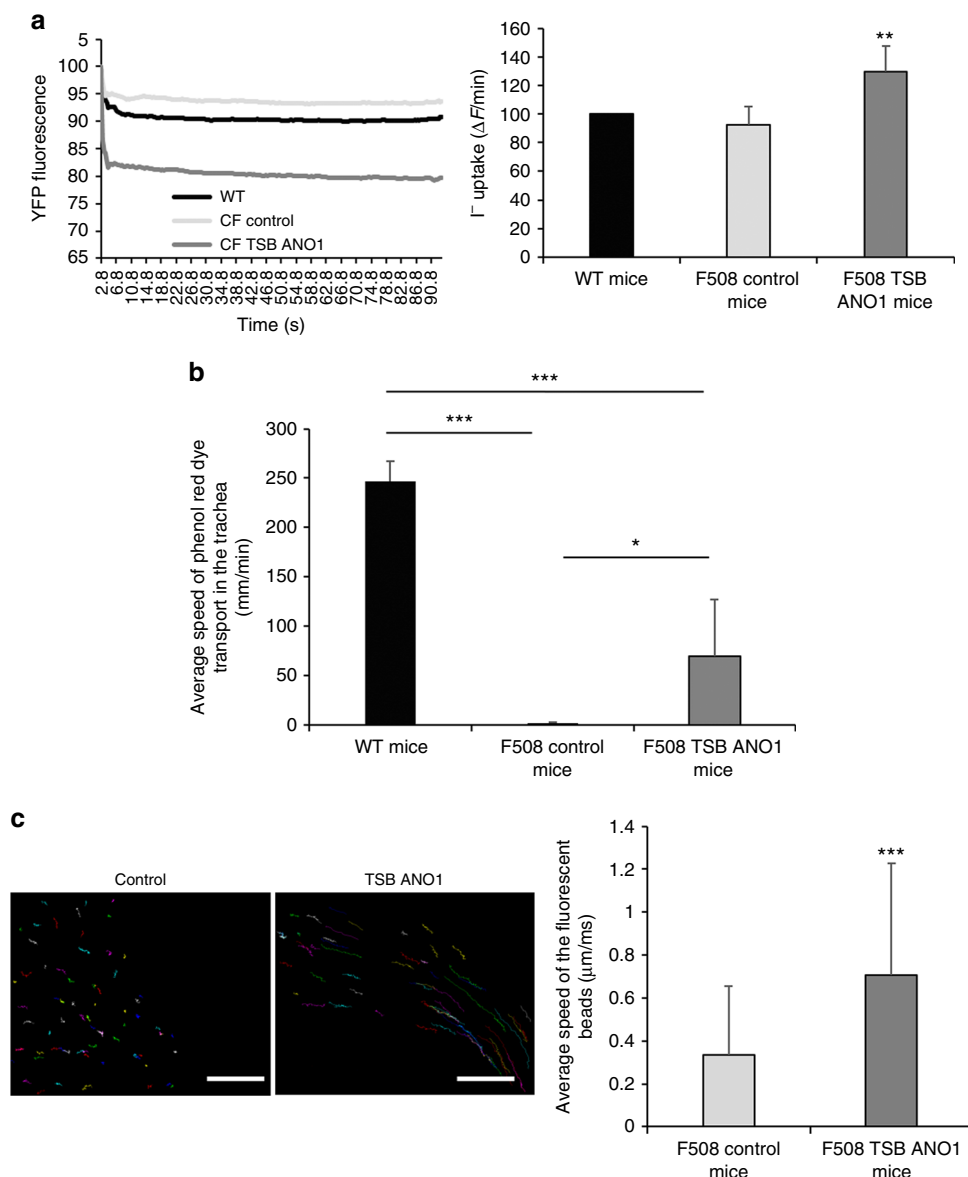 a
5
100
95
90
85
80
75
70
65
YFP fluorescence
WT
CF control
CF TSB ANO1
2.8
6.8
10.8
14.8
18.8
22.8
26.8
30.8
34.8
38.8
42.8
46.8
50.8
54.8
58.8
62.8
66.8
70.8
74.8
78.8
82.8
86.8
90.8
Time (s)
I⁻ uptake (ΔF/min)
160
140
120
100
80
60
40
20
0
**
WT mice
F508 control
mice
F508 TSB
ANO1 mice
b
***
***
*
Average speed of phenol red dye
transport in the trachea
(mm/min)
300
250
200
150
100
50
0
WT mice
F508 control
mice
F508 TSB ANO1
mice
c
Control
TSB ANO1
Average speed of the fluorescent
beads (μm/ms)
1.4
1.2
1
0.8
0.6
0.4
0.2
0
***
F508 control
mice
F508 TSB ANO1
mice